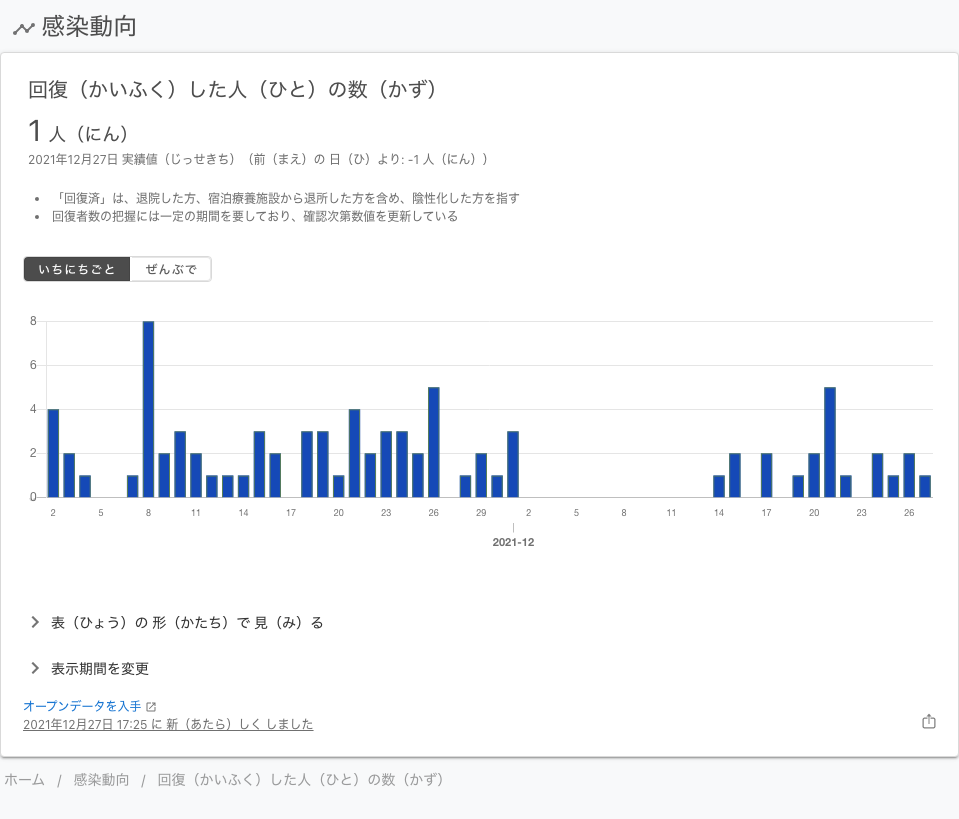 感染動向
回復（かいふく）した人（ひと）の数（かず）
1 人（にん）
2021年12月27日 実績値（じっせきち）（前（まえ）の 日（ひ）より: -1 人（にん））
• 「回復済」は、退院した方、宿泊療養施設から退所した方を含め、陰性化した方を指す
• 回復者数の把握には一定の期間を要しており、確認次第数値を更新している
いちにちごと ぜんぶで
8
6
4
2
0
2 5 8 11 14 17 20 23 26 29 2 5 8 11 14 17 20 23 26
2021-12
表（ひょう）の 形（かたち）で 見（み）る
表示期間を変更
オープンデータを入手
2021年12月27日 17:25 に 新（あたら）しく しました
ホーム / 感染動向 / 回復（かいふく）した人（ひと）の数（かず）